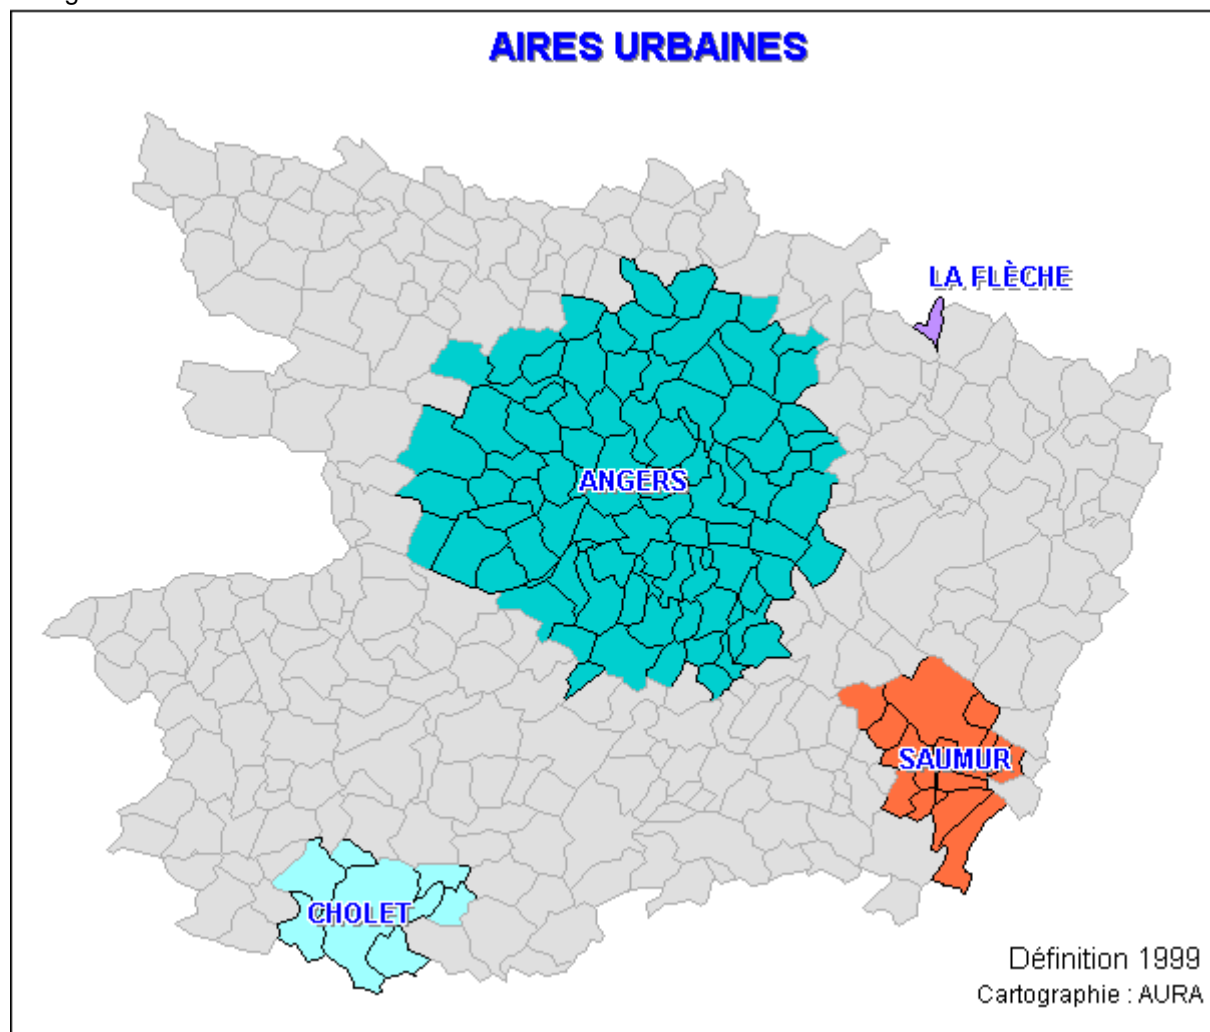 AIRES URBAINES
LA FLÈCHE
ANGERS
SAUMUR
CHOLET
Définition 1999
Cartographie : AURA